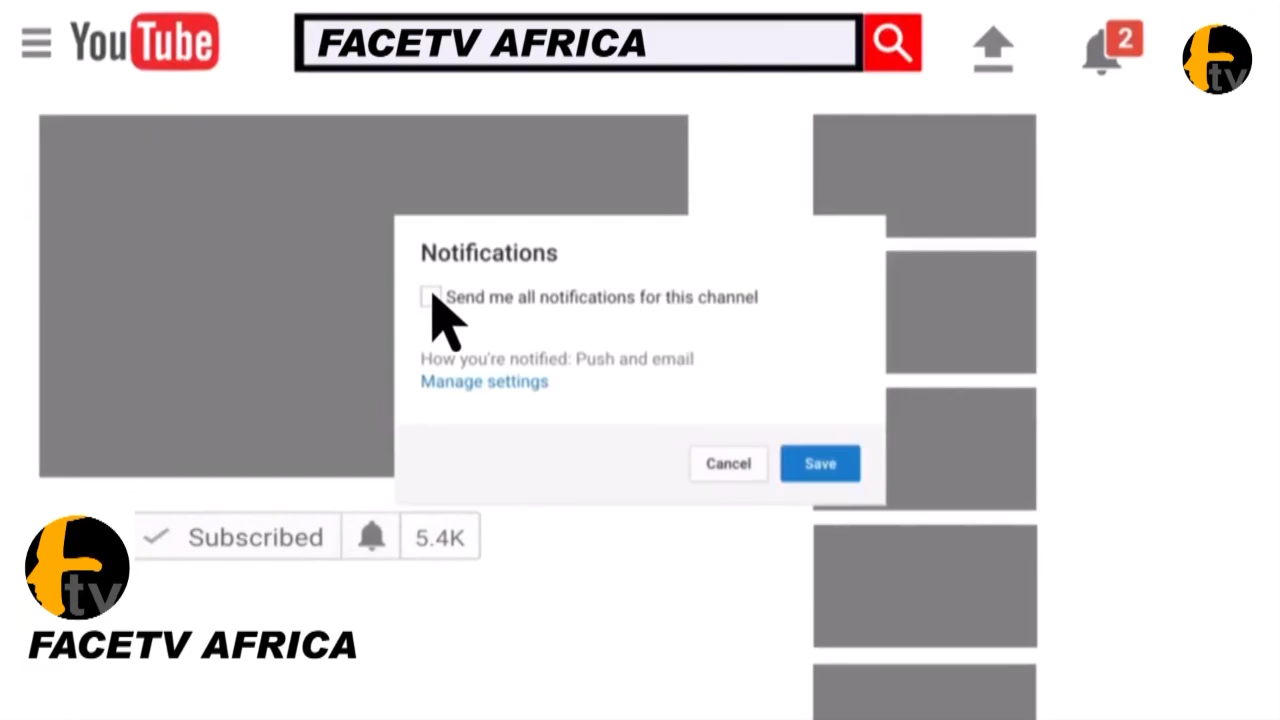 YouTube
FACETV AFRICA
2
tv
Notifications
Send me all notifications for this channel
How you're notified: Push and email
Manage settings
Cancel
Save
Subscribed
5.4K
tv
FACETV AFRICA